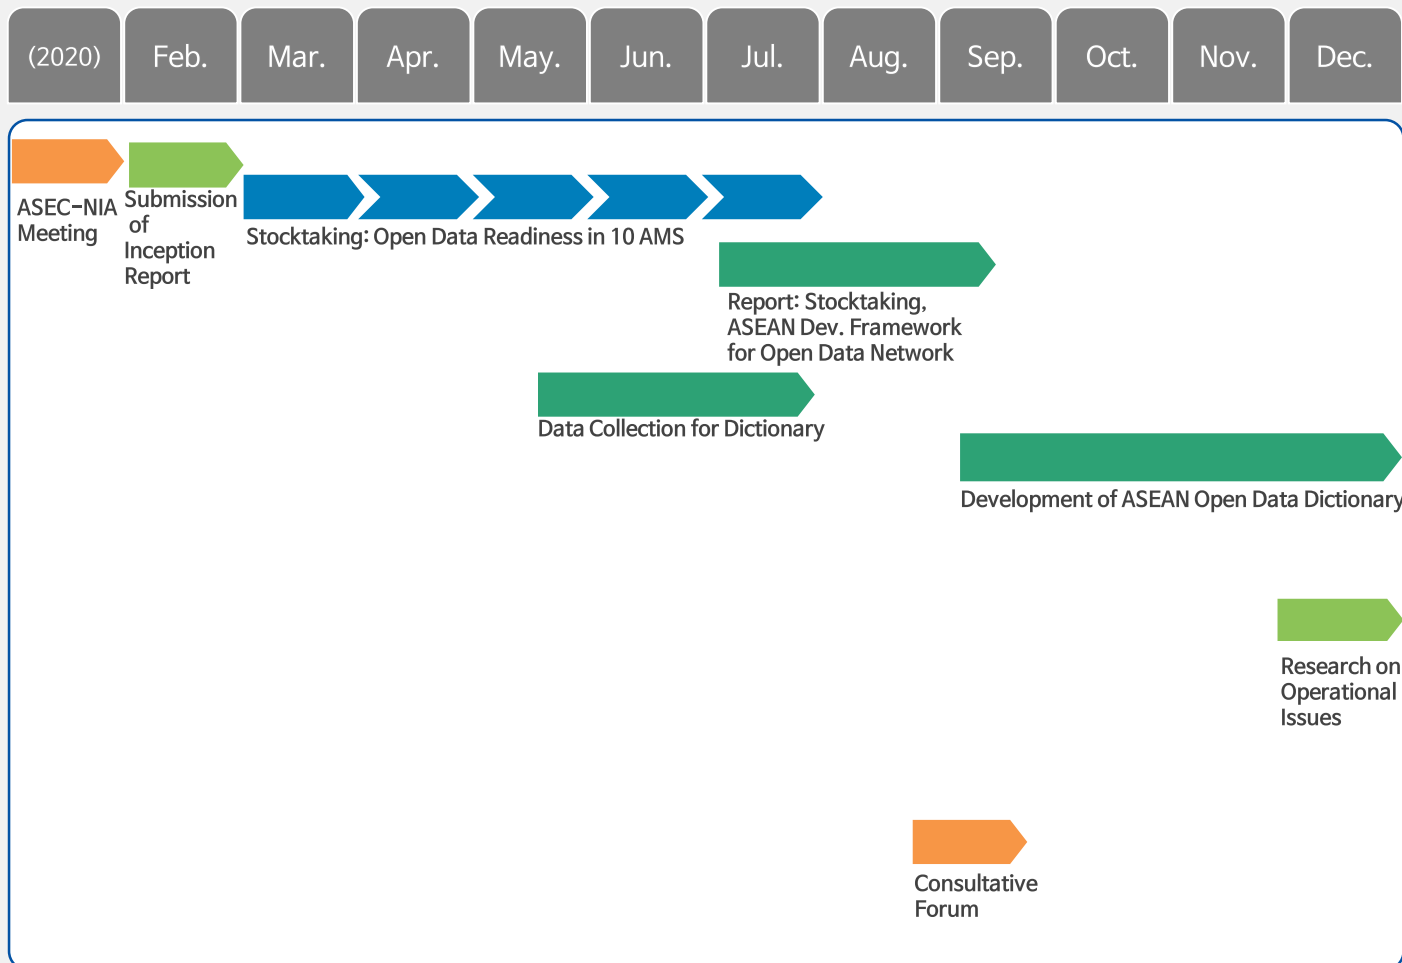 (2020) Feb. Mar. Apr. May. Jun. Jul. Aug. Sep. Oct. Nov. Dec.
ASEC-NIA
Meeting
Submission
of
Inception
Report
Stocktaking: Open Data Readiness in 10 AMS
Report: Stocktaking,
ASEAN Dev. Framework
for Open Data Network
Data Collection for Dictionary
Development of ASEAN Open Data Dictionary
Research on
Operational
Issues
Consultative
Forum